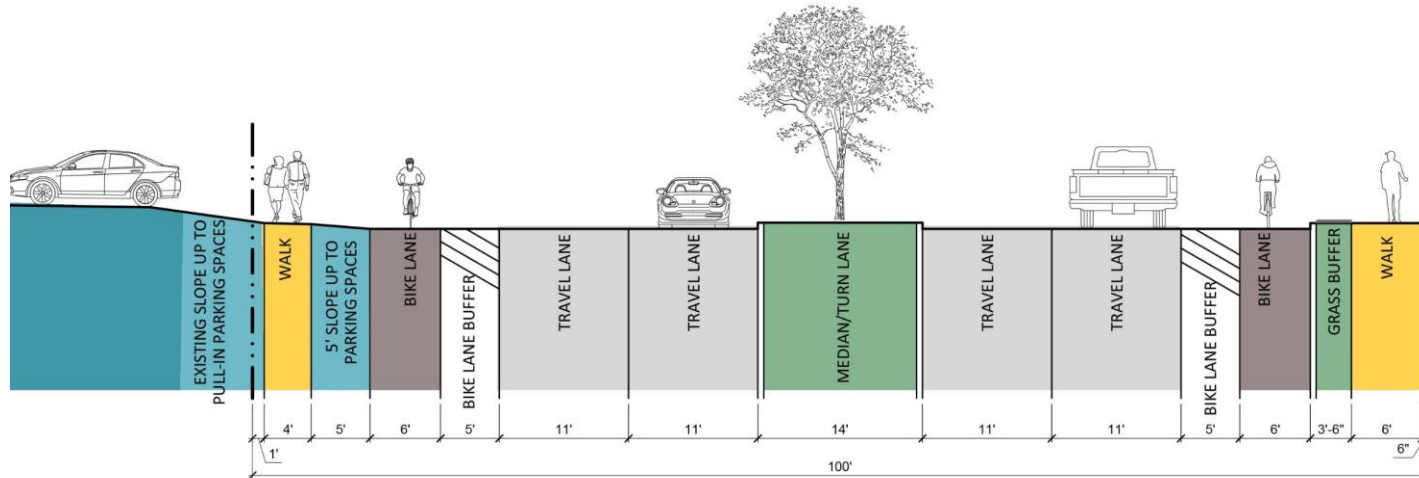 EXISTING SLOPE UP TO
PULL-IN PARKING SPACES
WALK
5' SLOPE UP TO
PARKING SPACES
BIKE LANE
BIKE LANE BUFFER
TRAVEL LANE
TRAVEL LANE
MEDIAN/TURN LANE
TRAVEL LANE
TRAVEL LANE
BIKE LANE BUFFER
BIKE LANE
GRASS BUFFER
WALK
1'
4'
5'
6'
5'
11'
11'
14'
11'
11'
5'
6'
3'-6"
6'
6"
100'